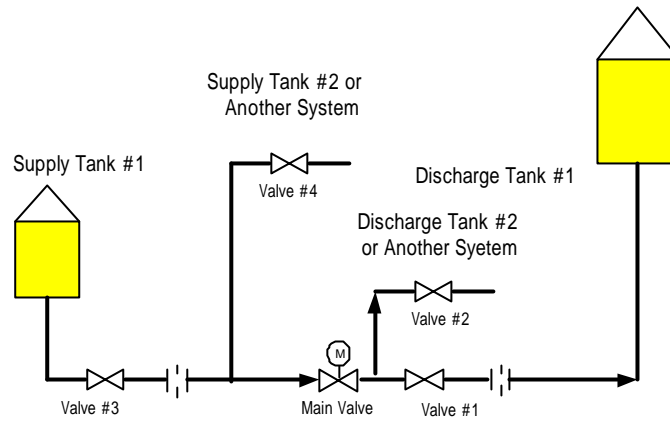 Supply Tank #2 or
Another System
Supply Tank #1
Valve #4
Discharge Tank #1
Discharge Tank #2
or Another Syetem
Valve #2
M
Valve #3
Main Valve
Valve #1